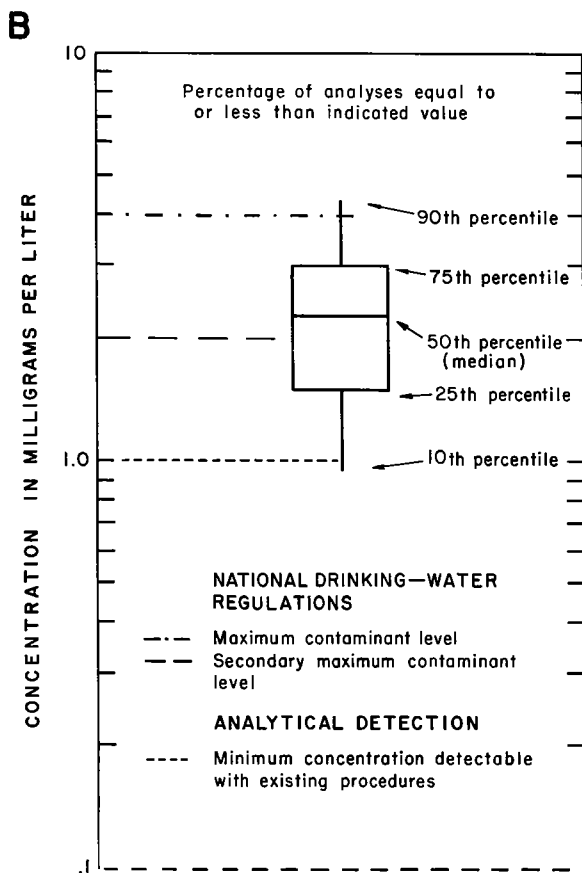 B
10
Percentage of analyses equal to
or less than indicated value
90th percentile
75th percentile
50th percentile
(median)
25th percentile
1.0
10th percentile
CONCENTRATION IN MILLIGRAMS PER LITER
NATIONAL DRINKING—WATER
REGULATIONS
Maximum contaminant level
Secondary maximum contaminant
level
ANALYTICAL DETECTION
Minimum concentration detectable
with existing procedures
.1